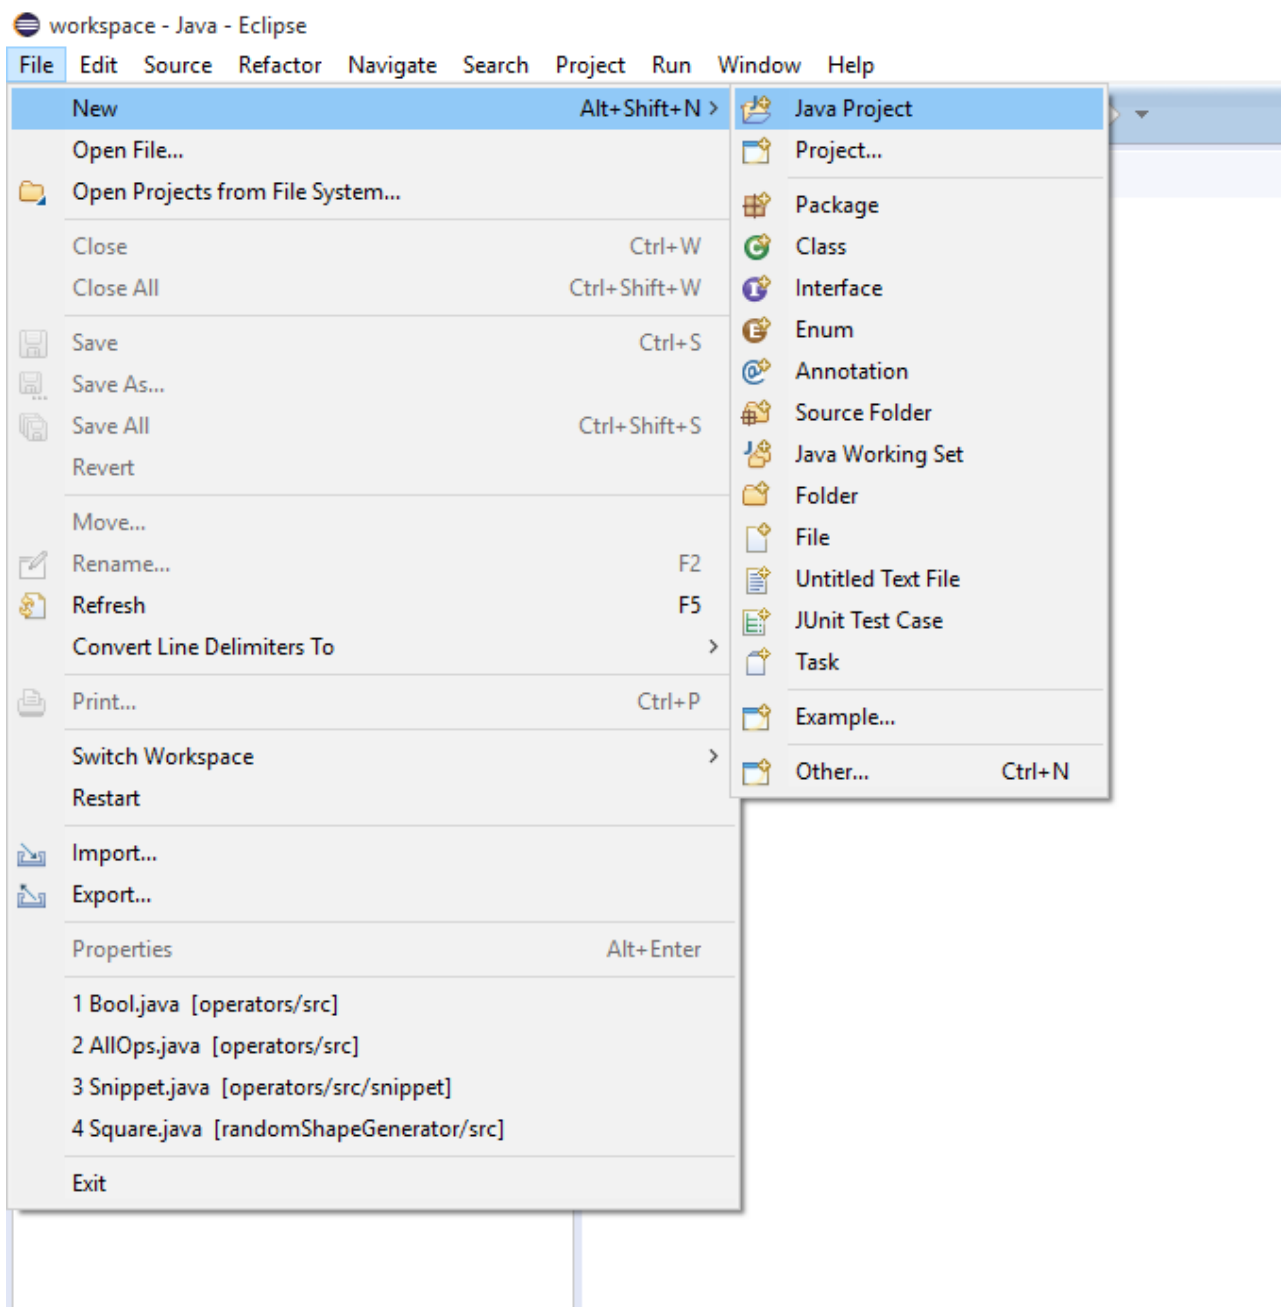 workspace - Java - Eclipse
File Edit Source Refactor Navigate Search Project Run Window Help
New Alt+Shift+N >
Open File...
Open Projects from File System...
Close Ctrl+W
Close All Ctrl+Shift+W
Save Ctrl+S
Save As...
Save All Ctrl+Shift+S
Revert
Move...
Rename... F2
Refresh F5
Convert Line Delimiters To >
Print... Ctrl+P
Switch Workspace >
Restart
Import...
Export...
Properties Alt+Enter
1 Bool.java [operators/src]
2 AllOps.java [operators/src]
3 Snippet.java [operators/src/snippet]
4 Square.java [randomShapeGenerator/src]
Exit
Java Project
Project...
Package
Class
Interface
Enum
Annotation
Source Folder
Java Working Set
Folder
File
Untitled Text File
JUnit Test Case
Task
Example...
Other... Ctrl+N